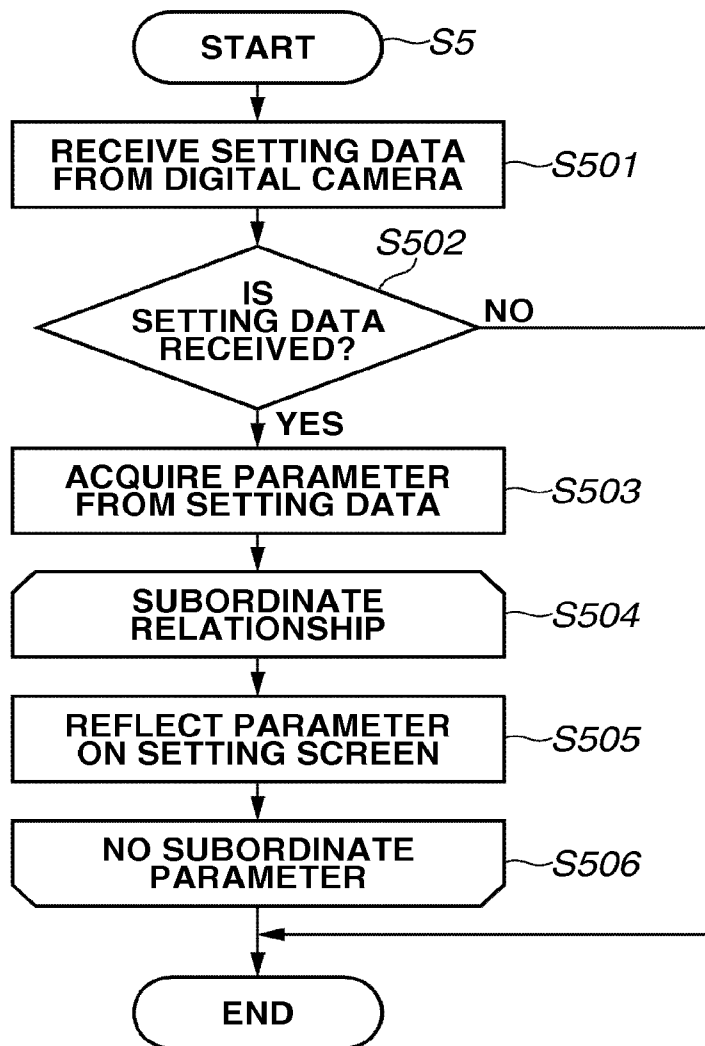 START
S5
RECEIVE SETTING DATA
FROM DIGITAL CAMERA
S501
S502
IS
SETTING DATA
RECEIVED?
NO
YES
ACQUIRE PARAMETER
FROM SETTING DATA
S503
SUBORDINATE
RELATIONSHIP
S504
REFLECT PARAMETER
ON SETTING SCREEN
S505
NO SUBORDINATE
PARAMETER
S506
END